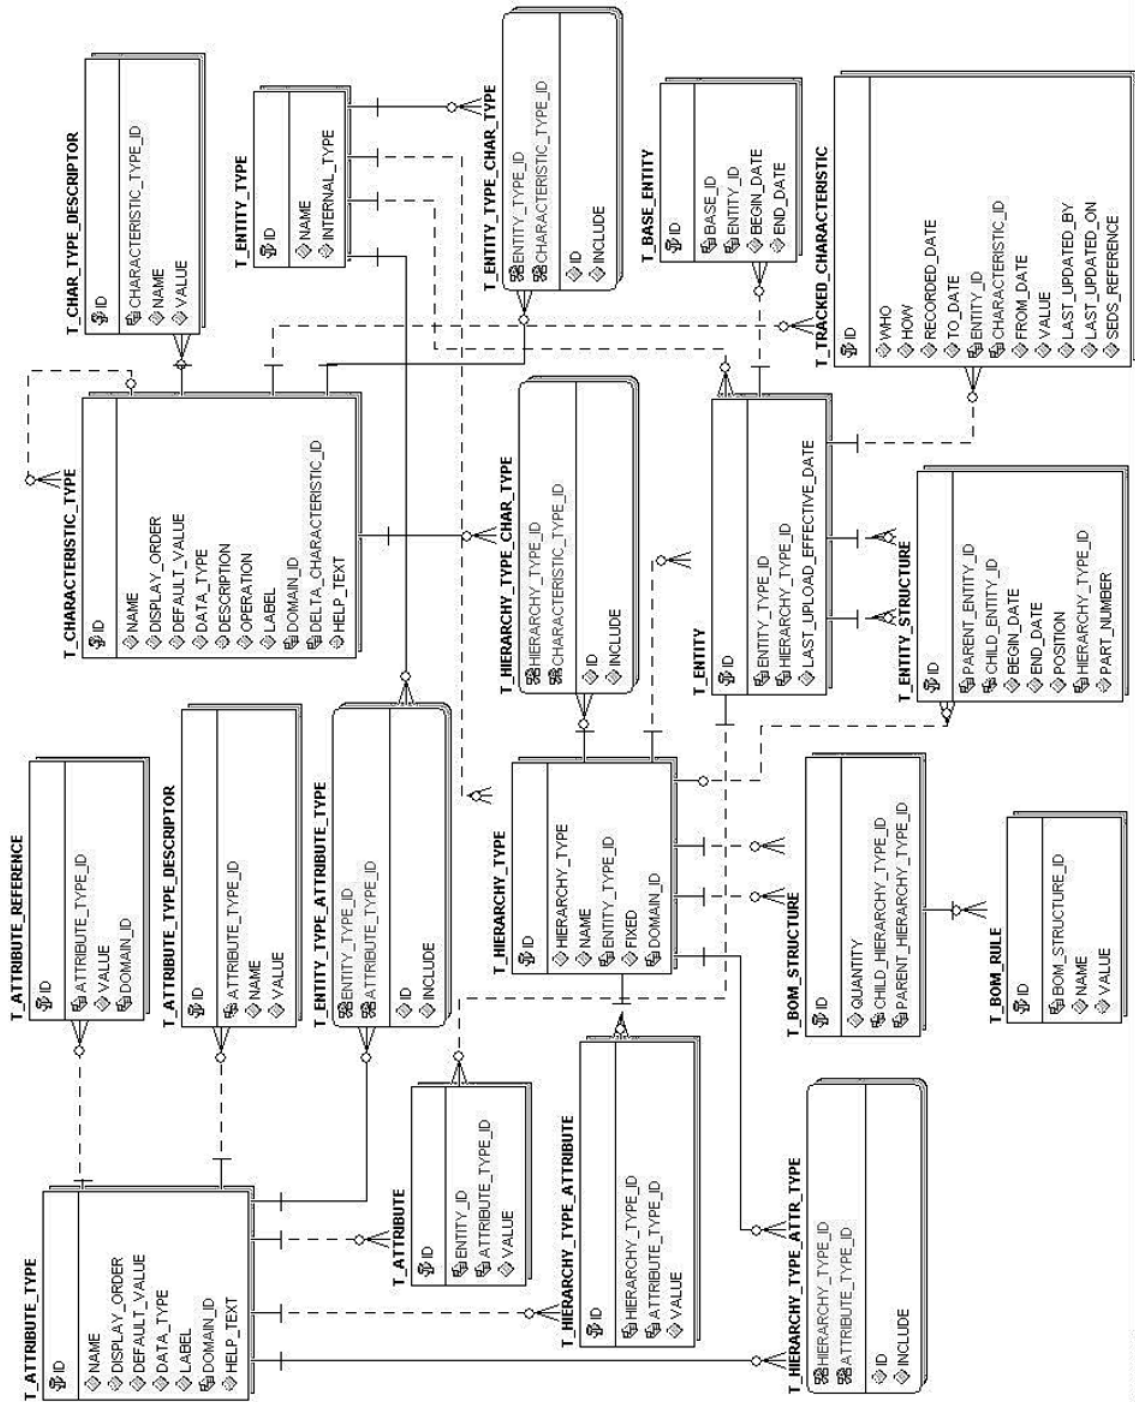 T_ATTRIBUTE_TYPE
ID
NAME
DISPLAY_ORDER
DEFAULT_VALUE
DATA_TYPE
LABEL
DOMAIN_ID
HELP_TEXT
T_ATTRIBUTE_REFERENCE
ID
ATTRIBUTE_TYPE_ID
VALUE
DOMAIN_ID
T_ATTRIBUTE_TYPE_DESCRIPTOR
ID
ATTRIBUTE_TYPE_ID
NAME
VALUE
T_ENTITY_TYPE_ATTRIBUTE_TYPE
ENTITY_TYPE_ID
ATTRIBUTE_TYPE_ID
ID
INCLUDE
T_CHARACTERISTIC_TYPE
ID
NAME
DISPLAY_ORDER
DEFAULT_VALUE
DATA_TYPE
DESCRIPTION
OPERATION
LABEL
DOMAIN_ID
DELTA_CHARACTERISTIC_ID
HELP_TEXT
T_CHAR_TYPE_DESCRIPTOR
ID
CHARACTERISTIC_TYPE_ID
NAME
VALUE
T_ENTITY_TYPE
ID
NAME
INTERNAL_TYPE
T_ENTITY_TYPE_CHAR_TYPE
ENTITY_TYPE_ID
CHARACTERISTIC_TYPE_ID
ID
INCLUDE
T_ATTRIBUTE
ID
ENTITY_ID
ATTRIBUTE_TYPE_ID
VALUE
T_HIERARCHY_TYPE
ID
HIERARCHY_TYPE
NAME
ENTITY_TYPE_ID
FIXED
DOMAIN_ID
T_HIERARCHY_TYPE_CHAR_TYPE
HIERARCHY_TYPE_ID
CHARACTERISTIC_TYPE_ID
ID
INCLUDE
T_BASE_ENTITY
ID
BASE_ID
ENTITY_ID
BEGIN_DATE
END_DATE
T_HIERARCHY_TYPE_ATTRIBUTE
ID
HIERARCHY_TYPE_ID
ATTRIBUTE_TYPE_ID
VALUE
T_ENTITY
ID
ENTITY_TYPE_ID
HIERARCHY_TYPE_ID
LAST_UPLOAD_EFFECTIVE_DATE
T_TRACKED_CHARACTERISTIC
ID
WHO
HOW
RECORDED_DATE
TO_DATE
ENTITY_ID
CHARACTERISTIC_ID
FROM_DATE
VALUE
LAST_UPDATED_BY
LAST_UPDATED_ON
SEDS_REFERENCE
T_HIERARCHY_TYPE_ATTR_TYPE
HIERARCHY_TYPE_ID
ATTRIBUTE_TYPE_ID
ID
INCLUDE
T_BOM_STRUCTURE
ID
QUANTITY
CHILD_HIERARCHY_TYPE_ID
PARENT_HIERARCHY_TYPE_ID
T_ENTITY_STRUCTURE
ID
PARENT_ENTITY_ID
CHILD_ENTITY_ID
BEGIN_DATE
END_DATE
POSITION
HIERARCHY_TYPE_ID
PART_NUMBER
T_BOM_RULE
ID
BOM_STRUCTURE_ID
NAME
VALUE